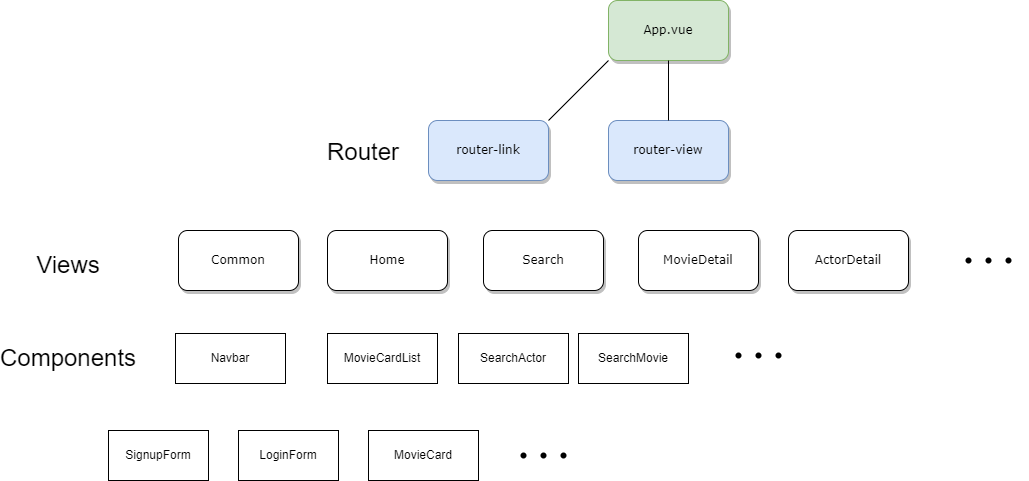 App.vue
Router
router-link
router-view
Views
Common
Home
Search
MovieDetail
ActorDetail
Components
Navbar
MovieCardList
SearchActor
SearchMovie
SignupForm
LoginForm
MovieCard